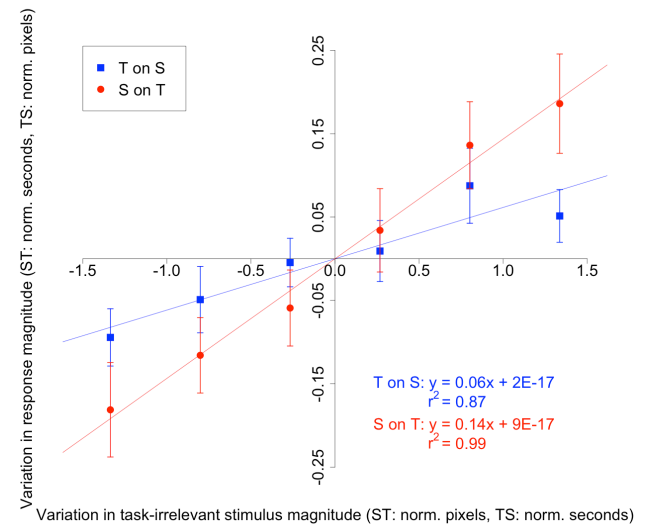 Variation in response magnitude (ST: norm. seconds, TS: norm. pixels)
T on S
S on T
0.25
0.15
0.05
-0.05
-0.15
-0.25
-1.5 -1.0 -0.5 0.0 0.5 1.0 1.5
T on S: y = 0.06x + 2E-17
r2 = 0.87
S on T: y = 0.14x + 9E-17
r2 = 0.99
Variation in task-irrelevant stimulus magnitude (ST: norm. pixels, TS: norm. seconds)